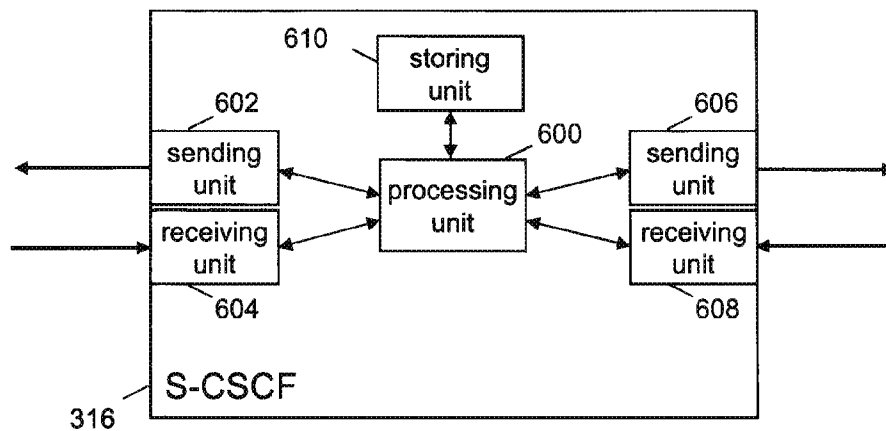 610
storing
unit
602
sending
unit
600
processing
unit
606
sending
unit
receiving
unit
604
receiving
unit
608
S-CSCF
316